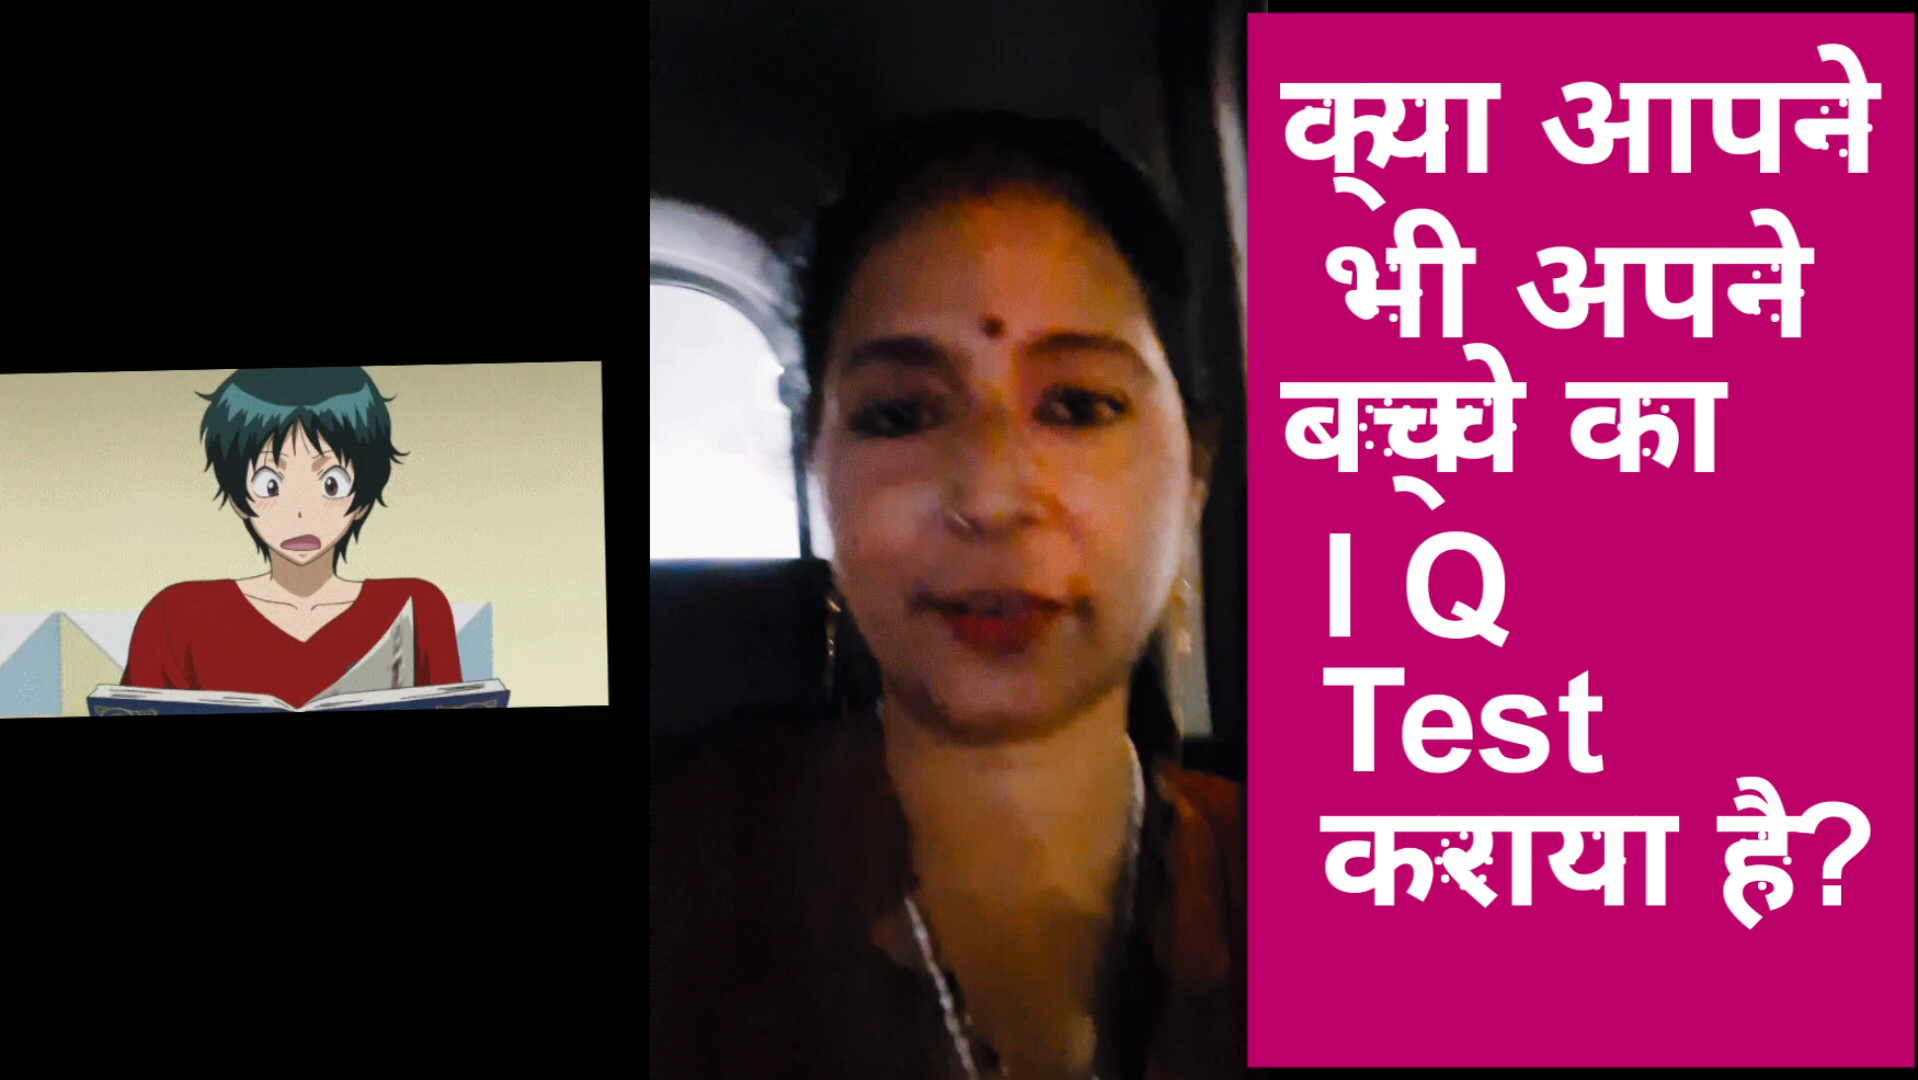 क्या आपने
भी अपने
बच्चे का
I Q
Test
कराया है?